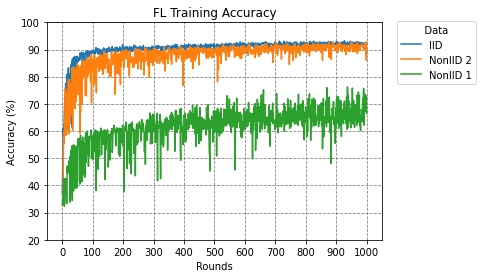 FL Training Accuracy
Accuracy (%)
100
90
80
70
60
50
40
30
20
0 100 200 300 400 500 600 700 800 900 1000
Rounds
Data
IID
NonIID 2
NonIID 1